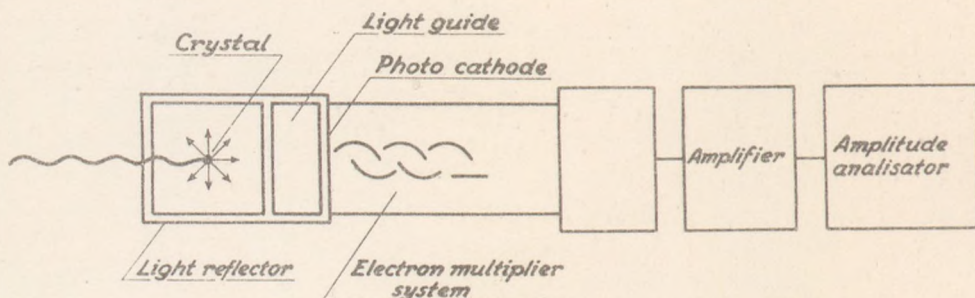 Light guide
Crystal
Photo cathode
Amplifier
Amplitude
analisator
Light reflector
Electron multiplier
system